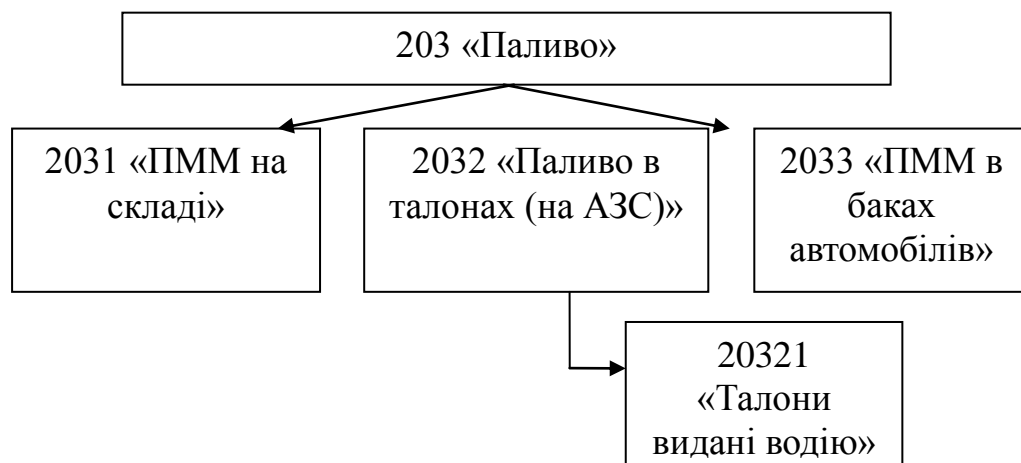 203 «Паливо»
2031 «ПММ на
складі»
2032 «Паливо в
талонах (на АЗС)»
2033 «ПММ в
баках
автомобілів»
20321
«Талони
видані водію»